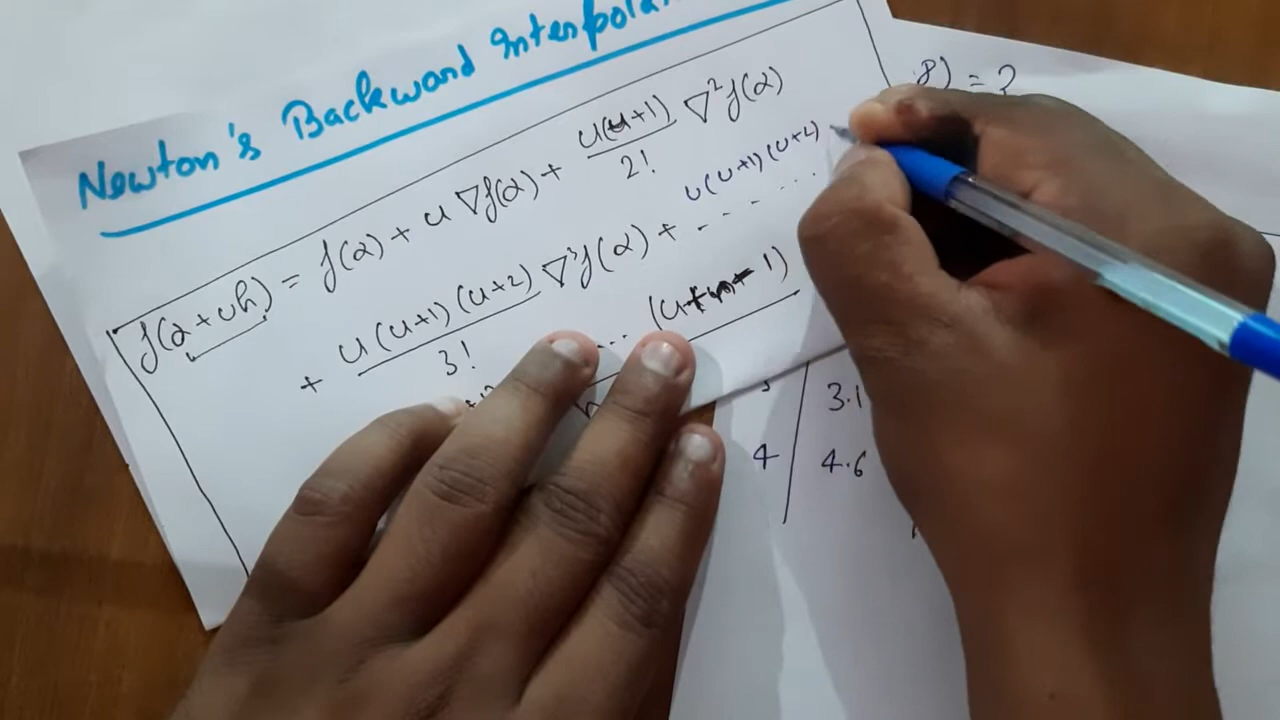 Newton's Backward
f(α + uh) = f(α) + u ∇f(α) + u(u+1)/2! ∇²f(α)
+ u(u+1)(u+2)/3! ∇³f(α) + - - - - ...
u(u+1)(u+2)
... (u+n-1)
8) = ?
3.1
4 4.6